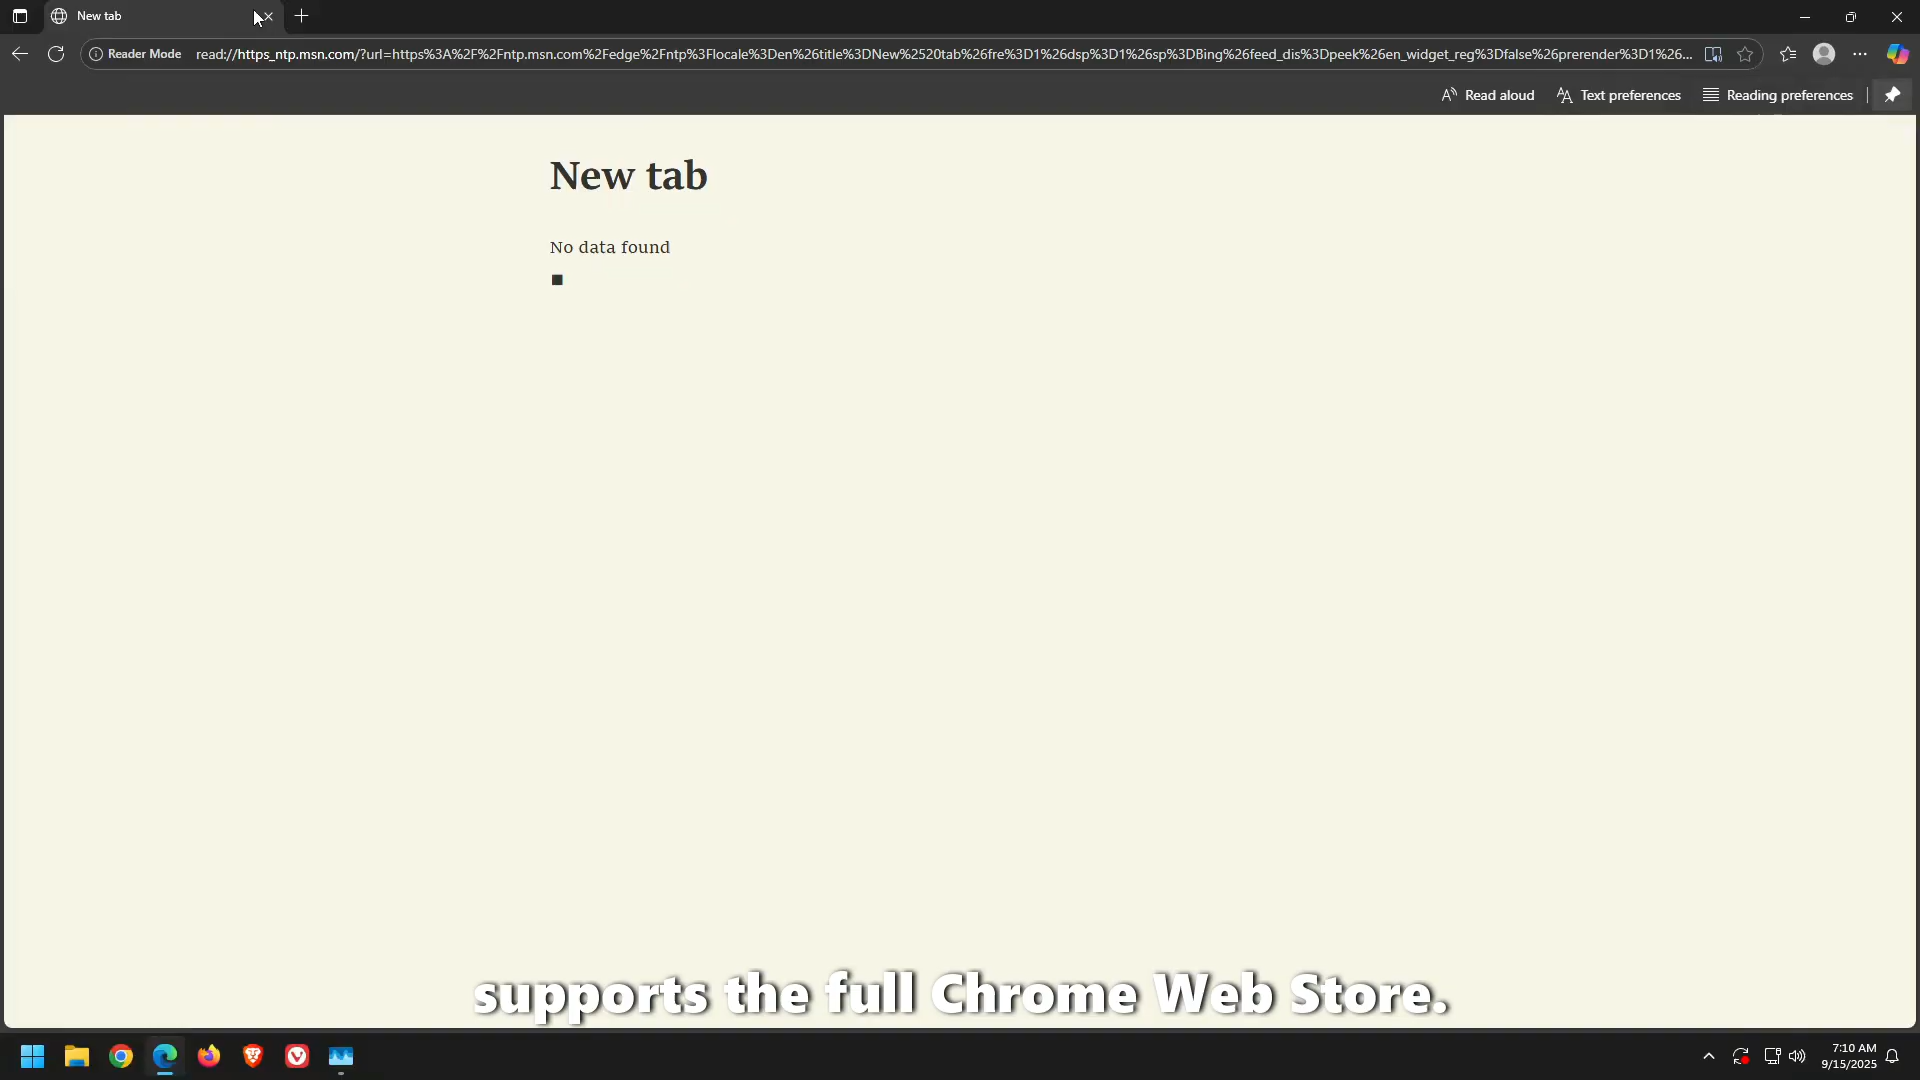 New tab
Reader Mode
read://https_ntp.msn.com/?url=https%3A%2F%2Fntp.msn.com%2Fedge%2Fntp%3Flocale%3Den%26title%3DNew%2520tab%26fre%3D1%26dsp%3D1%26sp%3DBing%26feed_dis%3Dpeek%26en_widget_reg%3Dfalse%26prerender%3D1%26...
Read aloud
Text preferences
Reading preferences
New tab
No data found
supports the full Chrome Web Store.
7:10 AM
9/15/2025